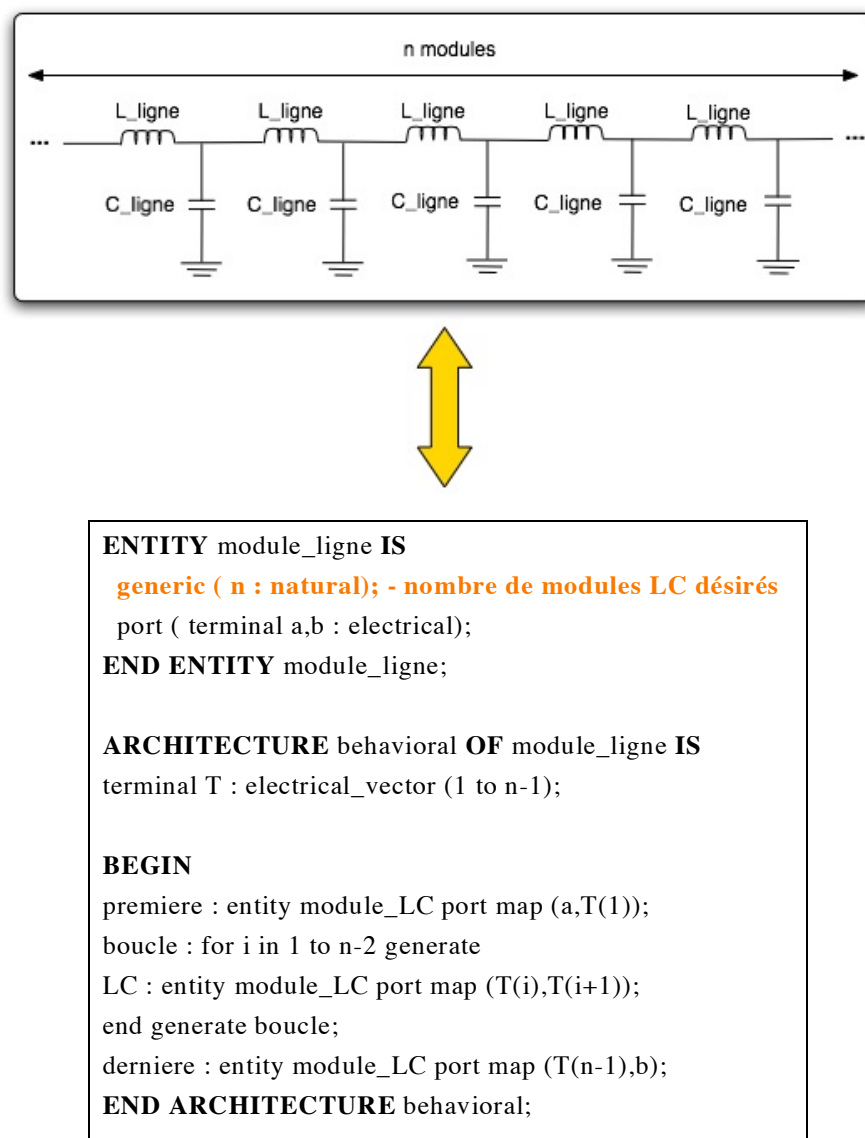 n modules
L_ligne L_ligne L_ligne L_ligne L_ligne
... ...
C_ligne C_ligne C_ligne C_ligne C_ligne
ENTITY module_ligne IS
generic ( n : natural); - nombre de modules LC désirés
port ( terminal a,b : electrical);
END ENTITY module_ligne;
ARCHITECTURE behavioral OF module_ligne IS
terminal T : electrical_vector (1 to n-1);
BEGIN
premiere : entity module_LC port map (a,T(1));
boucle : for i in 1 to n-2 generate
LC : entity module_LC port map (T(i),T(i+1));
end generate boucle;
derniere : entity module_LC port map (T(n-1),b);
END ARCHITECTURE behavioral;